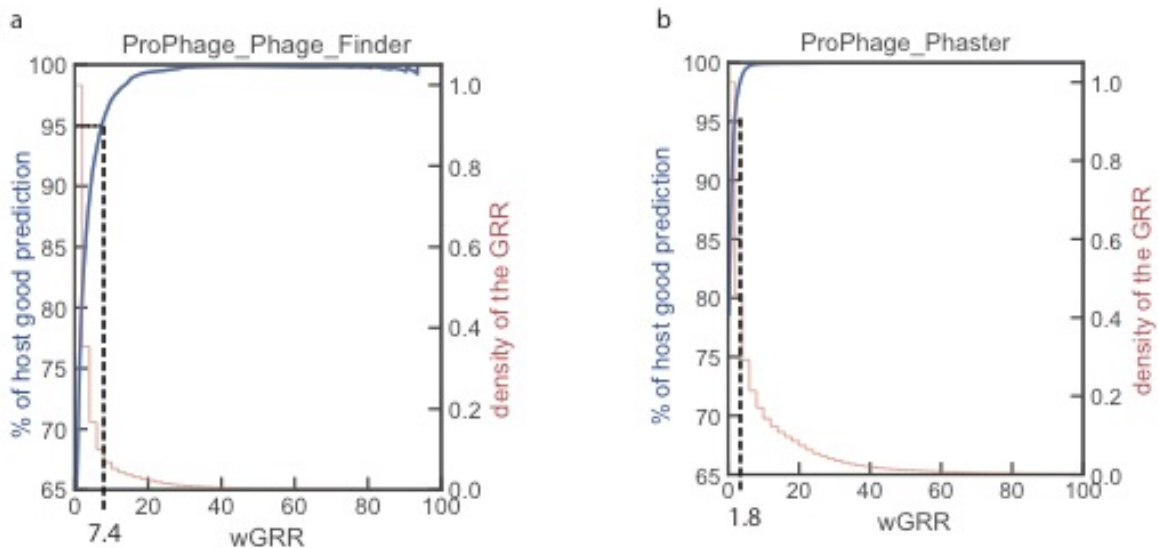 a
ProPhage_Phage_Finder
100
95
90
85
80
75
70
65
% of host good prediction
1.0
0.8
0.6
0.4
0.2
0.0
density of the GRR
0 20 40 60 80 100
7.4
wGRR
b
ProPhage_Phaster
100
95
90
85
80
75
70
65
% of host good prediction
1.0
0.8
0.6
0.4
0.2
0.0
density of the GRR
0 20 40 60 80 100
1.8
wGRR